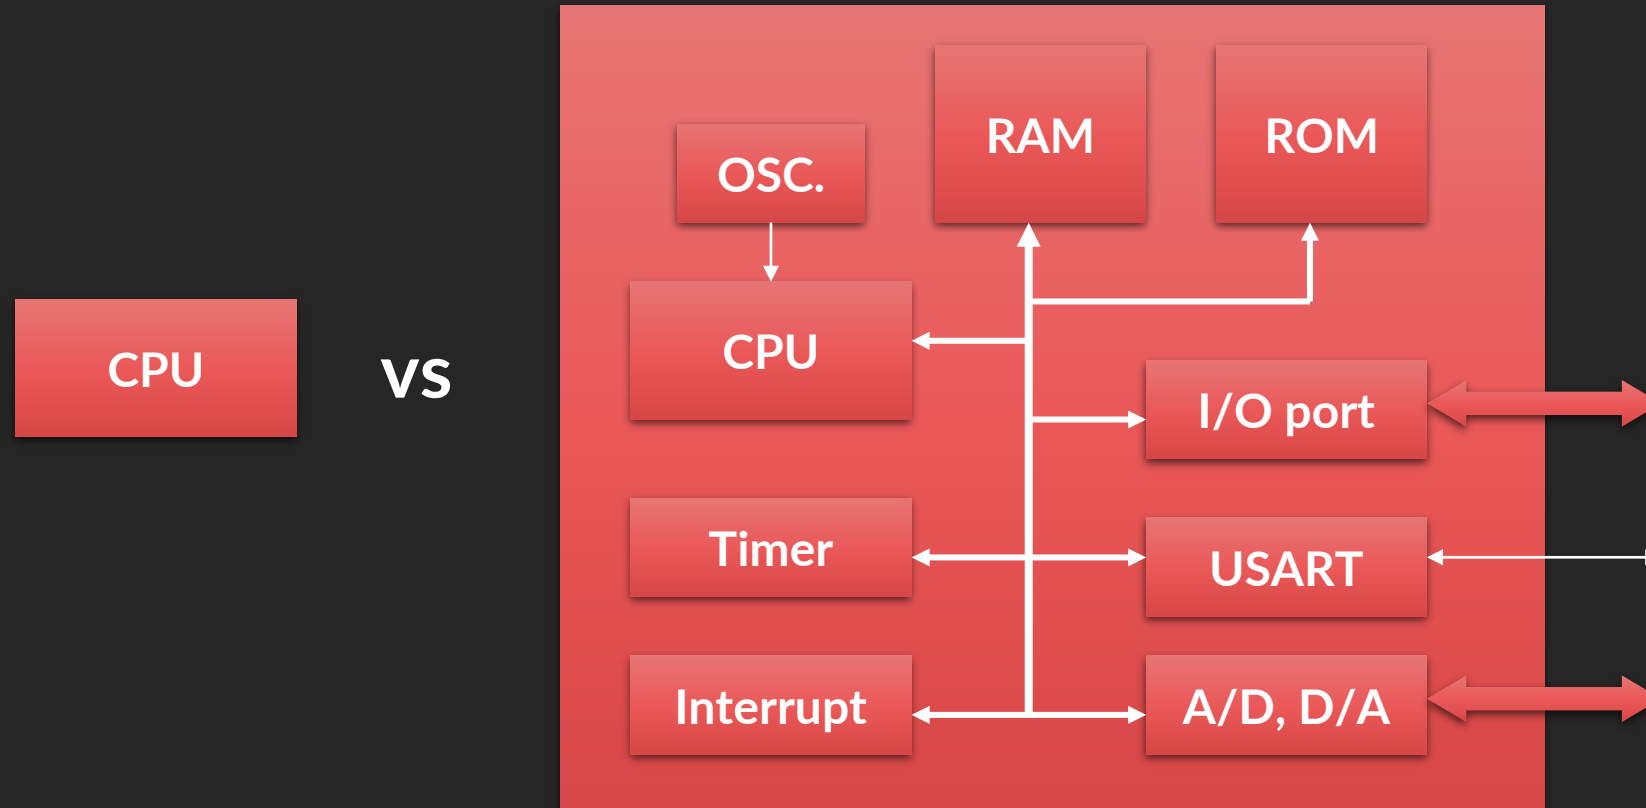 CPU
vs
OSC.
RAM
ROM
CPU
I/O port
Timer
USART
Interrupt
A/D, D/A